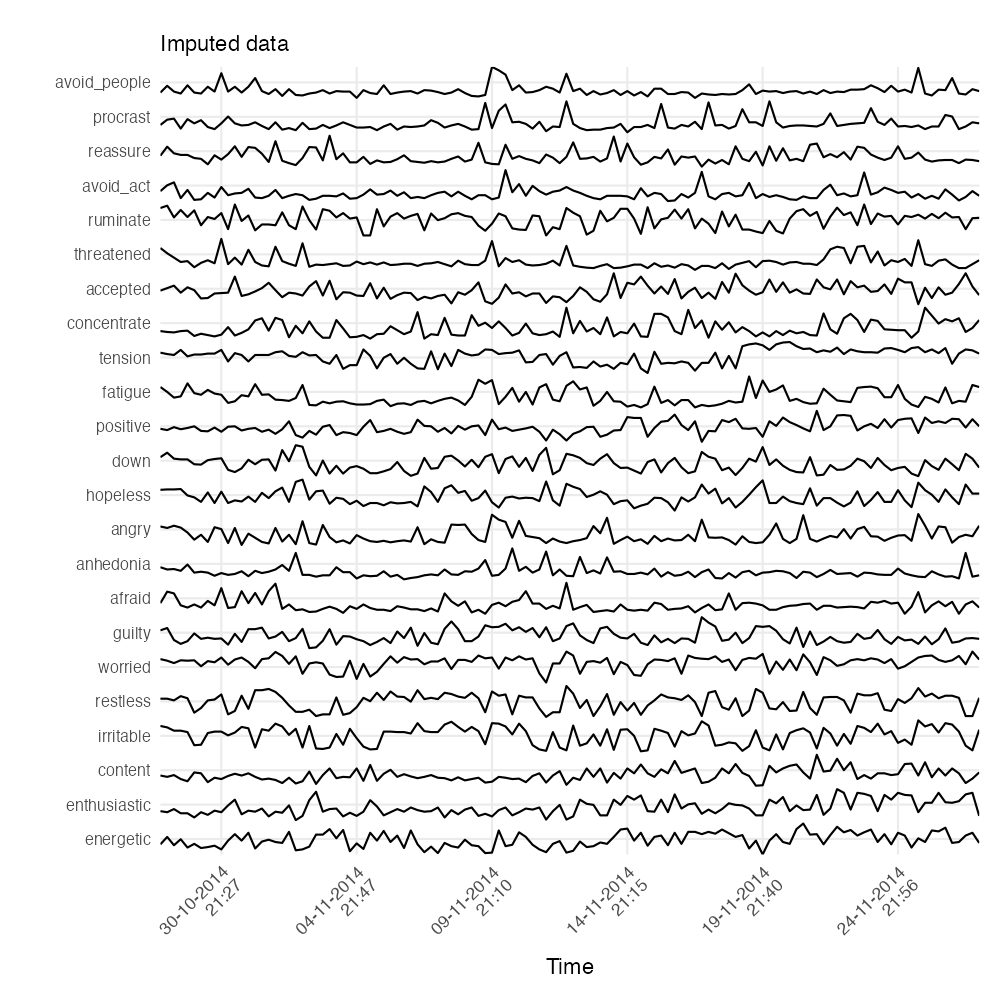 Imputed data
avoid_people
procrast
reassure
avoid_act
ruminate
threatened
accepted
concentrate
tension
fatigue
positive
down
hopeless
angry
anhedonia
afraid
guilty
worried
restless
irritable
content
enthusiastic
energetic
30-10-2014
21:27
04-11-2014
21:47
09-11-2014
21:10
14-11-2014
21:15
19-11-2014
21:40
24-11-2014
21:56
Time